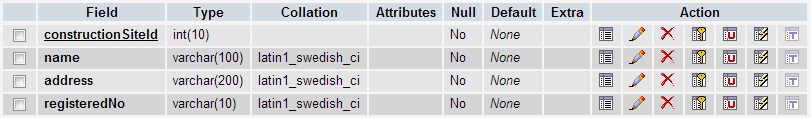 Field Type Collation Attributes Null Default Extra Action
constructionSiteId int(10) No None
name varchar(100) latin1_swedish_ci No None
address varchar(200) latin1_swedish_ci No None
registeredNo varchar(10) latin1_swedish_ci No None